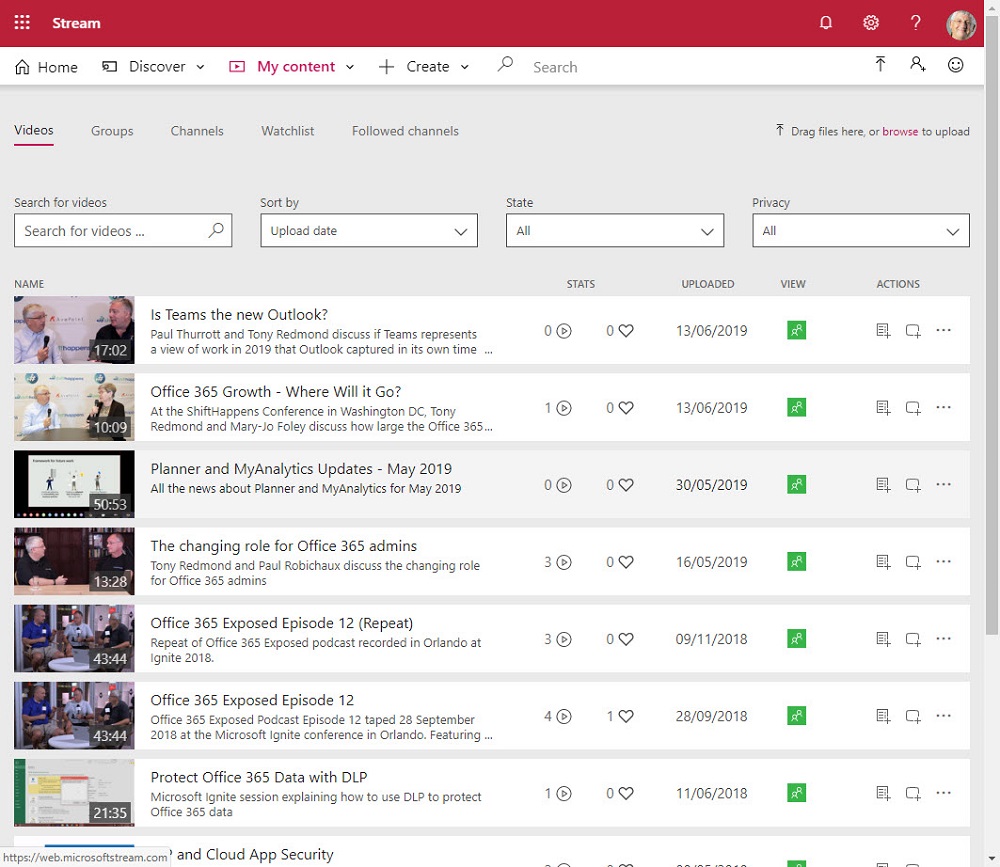 Stream
?
Home Discover My content Create Search
Videos Groups Channels Watchlist Followed channels Drag files here, or browse to upload
Search for videos Sort by State Privacy
Search for videos ... Upload date All All
NAME STATS UPLOADED VIEW ACTIONS
Is Teams the new Outlook?
Paul Thurrott and Tony Redmond discuss if Teams represents
a view of work in 2019 that Outlook captured in its own time ...
17:02 0 0 13/06/2019
Office 365 Growth - Where Will it Go?
At the ShiftHappens Conference in Washington DC, Tony
Redmond and Mary-Jo Foley discuss how large the Office 365...
10:09 1 0 13/06/2019
Planner and MyAnalytics Updates - May 2019
All the news about Planner and MyAnalytics for May 2019
50:53 0 0 30/05/2019
The changing role for Office 365 admins
Tony Redmond and Paul Robichaux discuss the changing role
for Office 365 admins
13:28 3 0 16/05/2019
Office 365 Exposed Episode 12 (Repeat)
Repeat of Office 365 Exposed podcast recorded in Orlando at
Ignite 2018.
43:44 3 0 09/11/2018
Office 365 Exposed Episode 12
Office 365 Exposed Podcast Episode 12 taped 28 September
2018 at the Microsoft Ignite conference in Orlando. Featuring ...
43:44 4 1 28/09/2018
Protect Office 365 Data with DLP
Microsoft Ignite session explaining how to use DLP to protect
Office 365 data
21:35 1 0 11/06/2018
P and Cloud App Security
https://web.microsoftstream.com